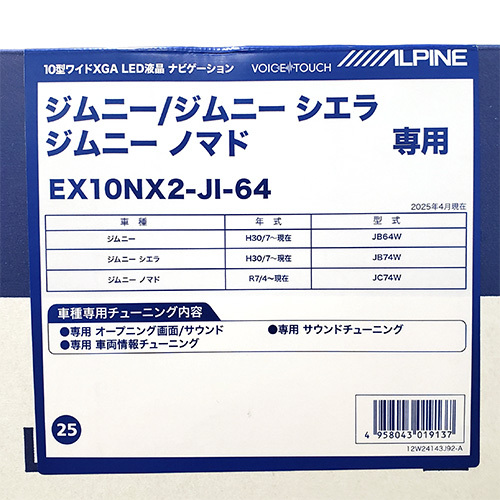 10型ワイドXGA LED液晶 ナビゲーション VOICE TOUCH ALPINE
ジムニー/ジムニー シエラ
ジムニー ノマド 専用
EX10NX2-JI-64
2025年4月現在
車種 年式 型式
ジムニー H30/7~現在 JB64W
ジムニー シエラ H30/7~現在 JB74W
ジムニー ノマド R7/4~現在 JC74W
車種専用チューニング内容
●専用 オープニング画面/サウンド ●専用 サウンドチューニング
●専用 車両情報チューニング
25
4 958043 019137
12W24143J92-A